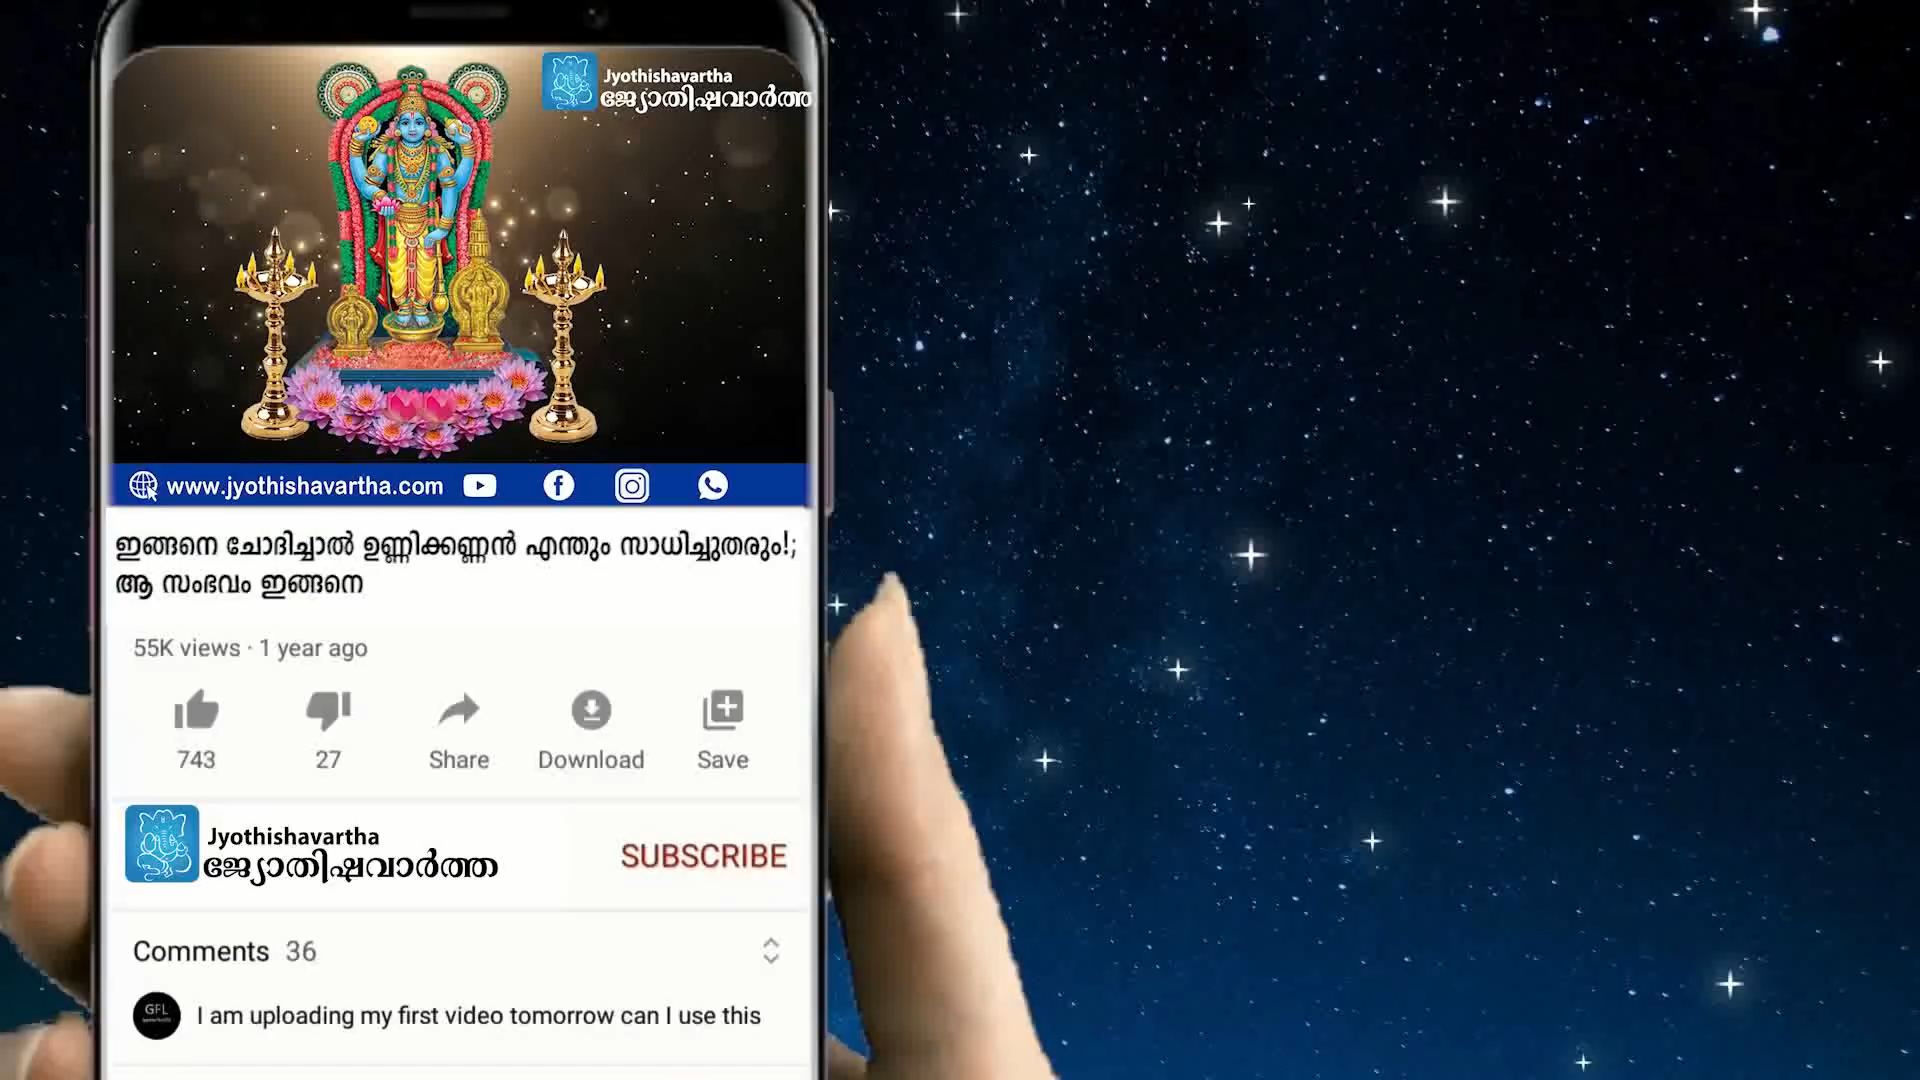 Jyothishavartha
ജ്യോതിഷവാർത്ത
www.jyothishavartha.com
ഇങ്ങനെ ചോദിച്ചാൽ ഉണ്ണിക്കണ്ണൻ എന്തും സാധിച്ചുതരും!;
ആ സംഭവം ഇങ്ങനെ
55K views · 1 year ago
743 27 Share Download Save
Jyothishavartha
ജ്യോതിഷവാർത്ത
SUBSCRIBE
Comments 36
GFL
I am uploading my first video tomorrow can I use this